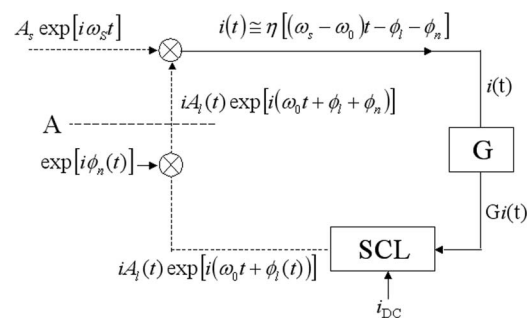 A_s exp[iω_S t]
i(t) ≅ η[(ω_s − ω_0)t − ϕ_l − ϕ_n]
iA_l(t) exp[i(ω_0 t + ϕ_l + ϕ_n)]
i(t)
A
exp[iϕ_n(t)]
G
Gi(t)
SCL
iA_l(t) exp[i(ω_0 t + ϕ_l(t))]
i_DC